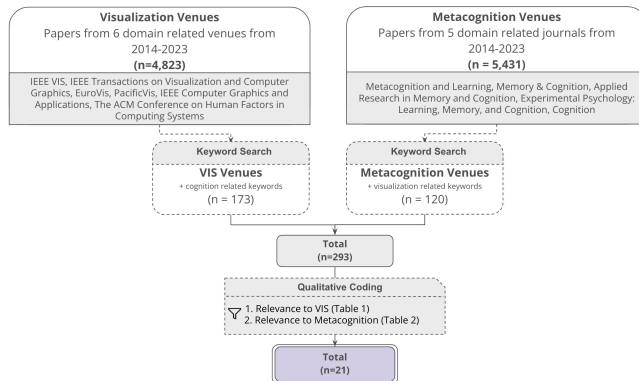 Visualization Venues
Papers from 6 domain related venues from
2014-2023
(n=4,823)
IEEE VIS, IEEE Transactions on Visualization and Computer
Graphics, EuroVis, PacificVis, IEEE Computer Graphics and
Applications, The ACM Conference on Human Factors in
Computing Systems
Metacognition Venues
Papers from 5 domain related journals from
2014-2023
(n = 5,431)
Metacognition and Learning, Memory & Cognition, Applied
Research in Memory and Cognition, Experimental Psychology:
Learning, Memory, and Cognition, Cognition
Keyword Search
VIS Venues
+ cognition related keywords
(n = 173)
Keyword Search
Metacognition Venues
+ visualization related keywords
(n = 120)
Total
(n=293)
Qualitative Coding
1. Relevance to VIS (Table 1)
2. Relevance to Metacognition (Table 2)
Total
(n=21)